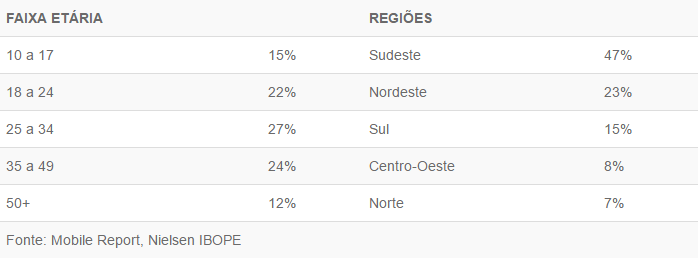 FAIXA ETÁRIA REGIÕES
10 a 17 15% Sudeste 47%
18 a 24 22% Nordeste 23%
25 a 34 27% Sul 15%
35 a 49 24% Centro-Oeste 8%
50+ 12% Norte 7%
Fonte: Mobile Report, Nielsen IBOPE